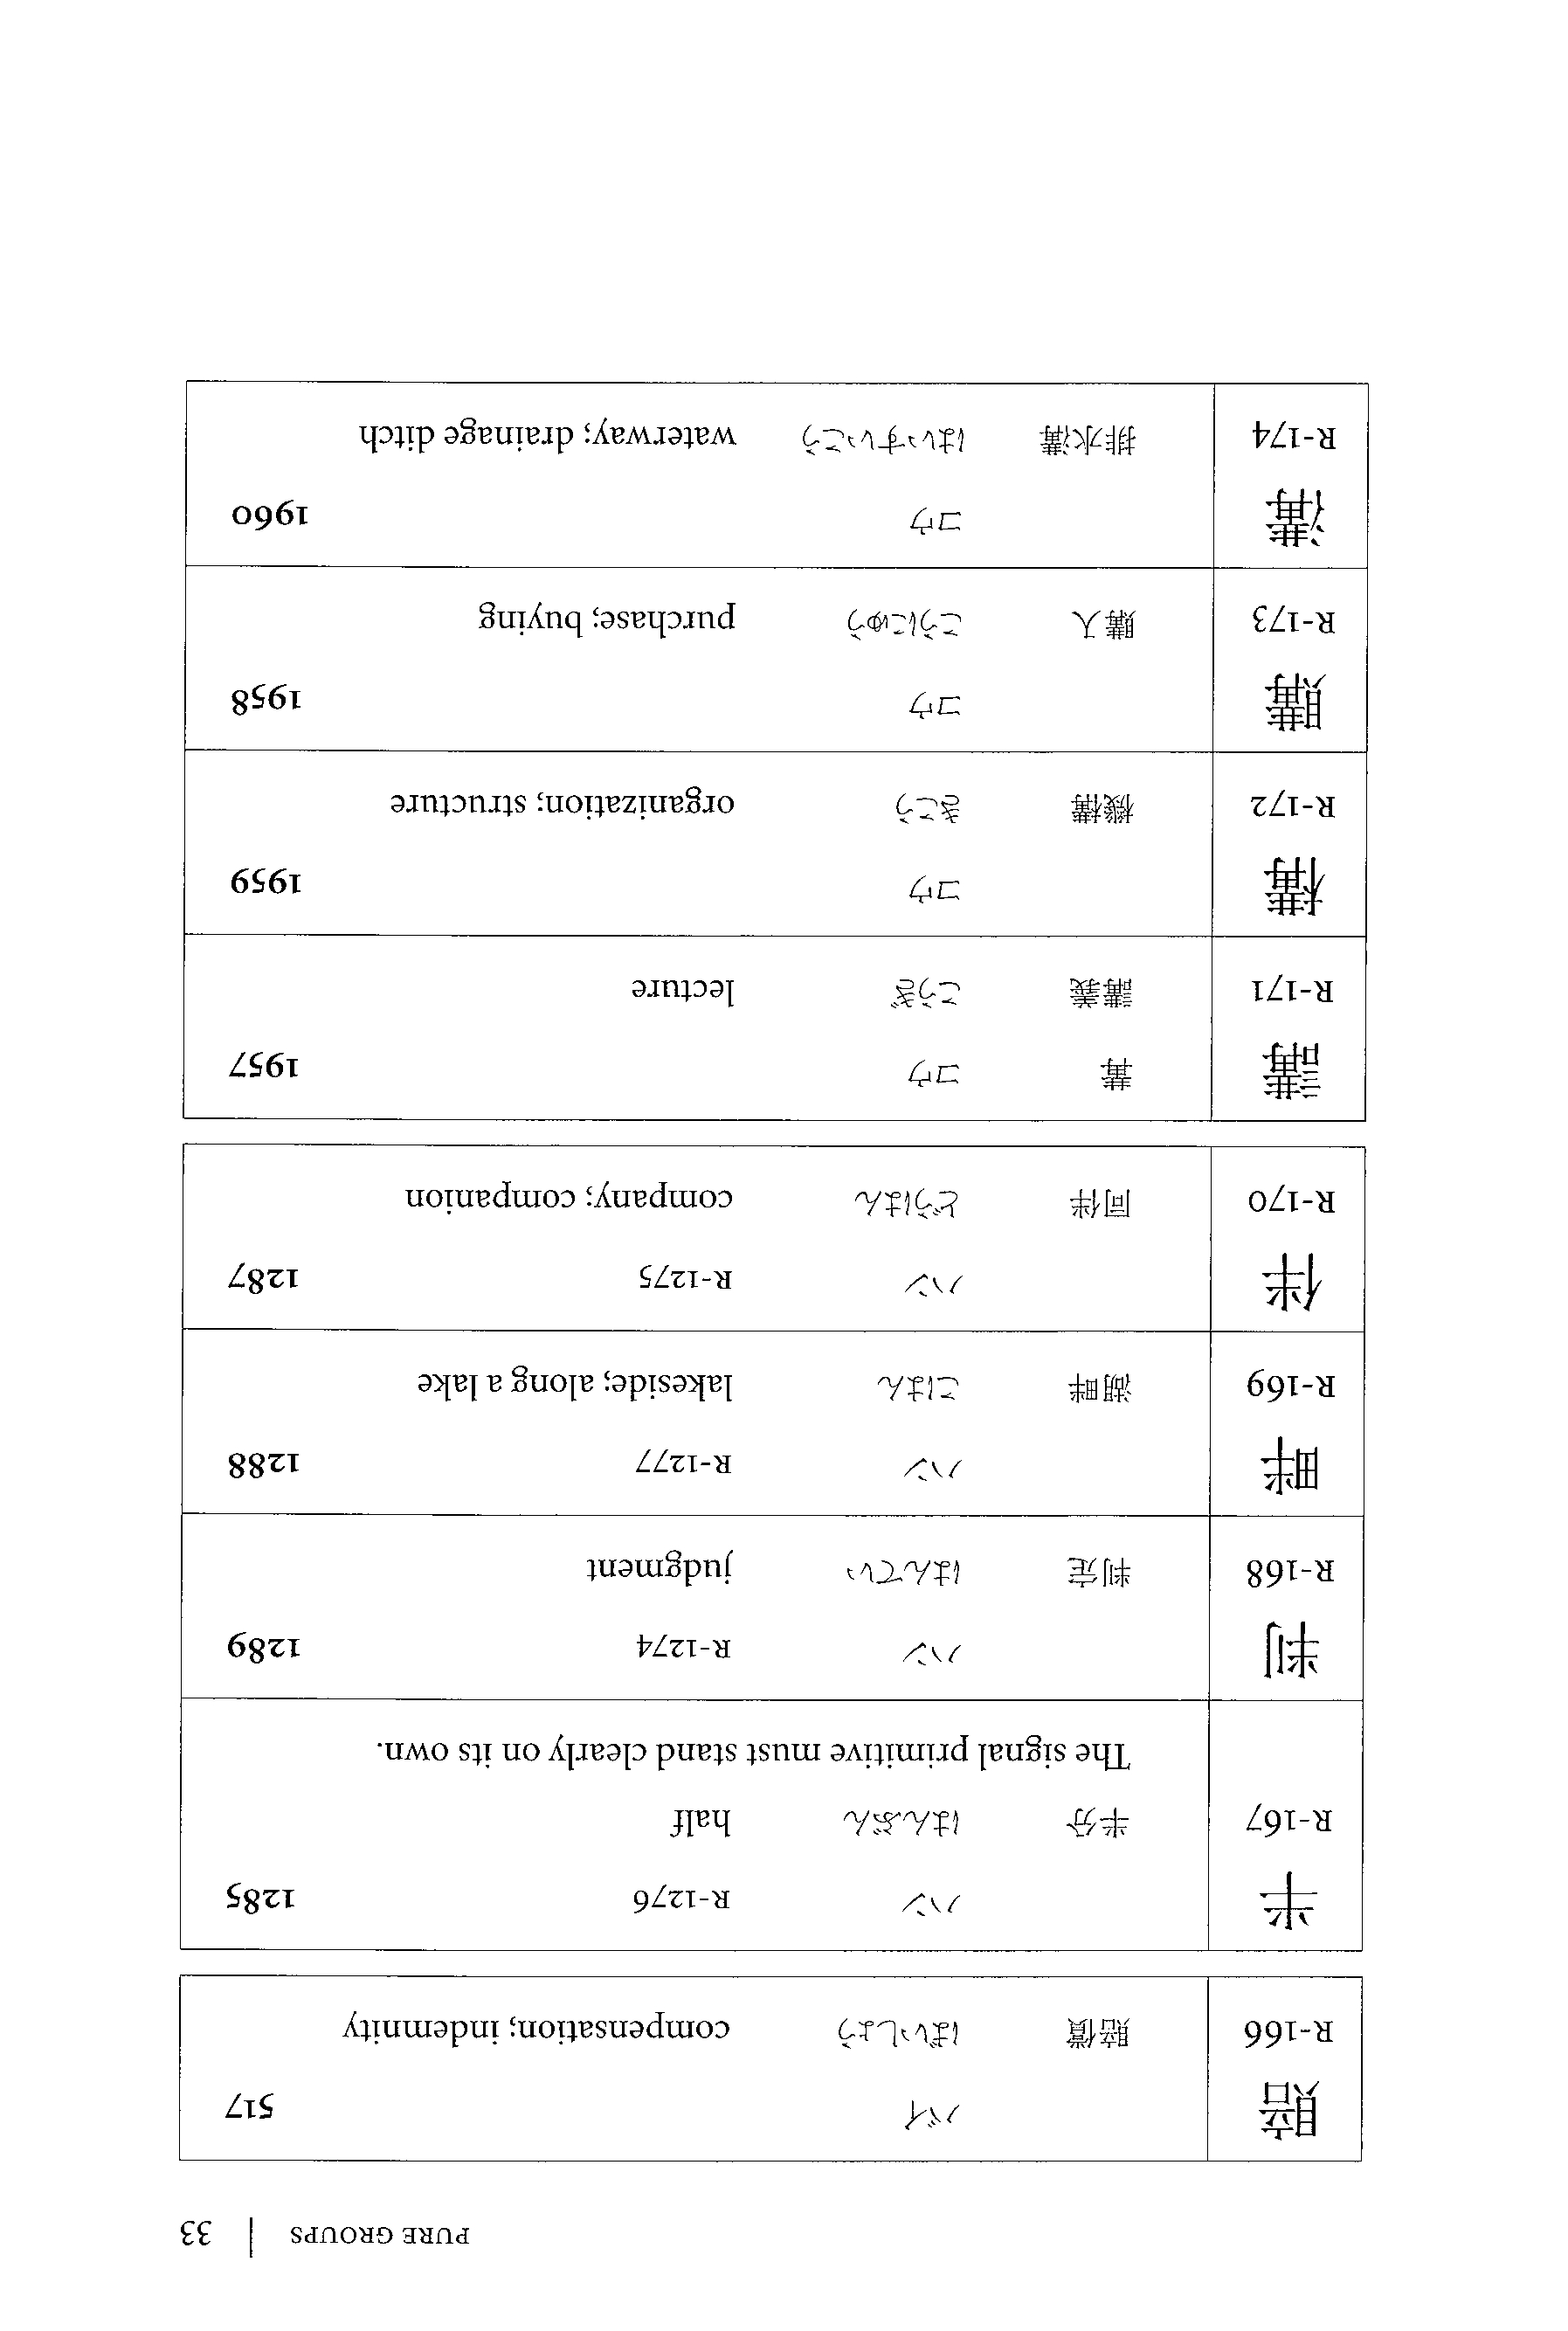 PURE GROUPS | 33
賠 バイ 517
R-166 賠償 ばいしょう compensation; indemnity
半 ハン R-1276 1285
R-167 半分 はんぶん half
The signal primitive must stand clearly on its own.
判 ハン R-1274 1289
R-168 判定 はんてい judgment
畔 ハン R-1277 1288
R-169 湖畔 こはん lakeside; along a lake
伴 ハン R-1275 1287
R-170 同伴 どうはん company; companion
講 冓 コウ 1957
R-171 講義 こうぎ lecture
構 コウ 1959
R-172 機構 きこう organization; structure
購 コウ 1958
R-173 購入 こうにゅう purchase; buying
溝 コウ 1960
R-174 排水溝 はいすいこう waterway; drainage ditch